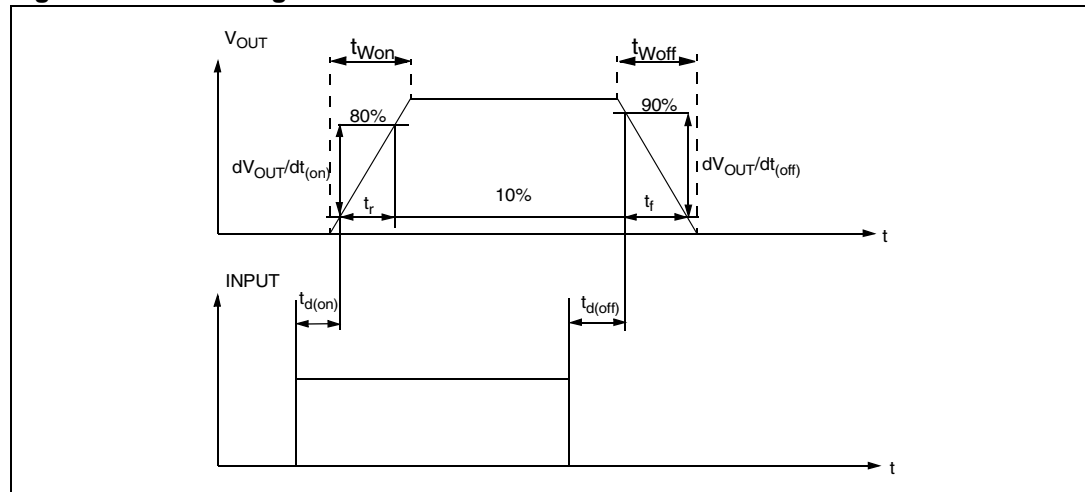 V_OUT
t_Won
t_Woff
80%
90%
dV_OUT/dt_(on)
dV_OUT/dt_(off)
t_r
10%
t_f
t
INPUT
t_d(on)
t_d(off)
t